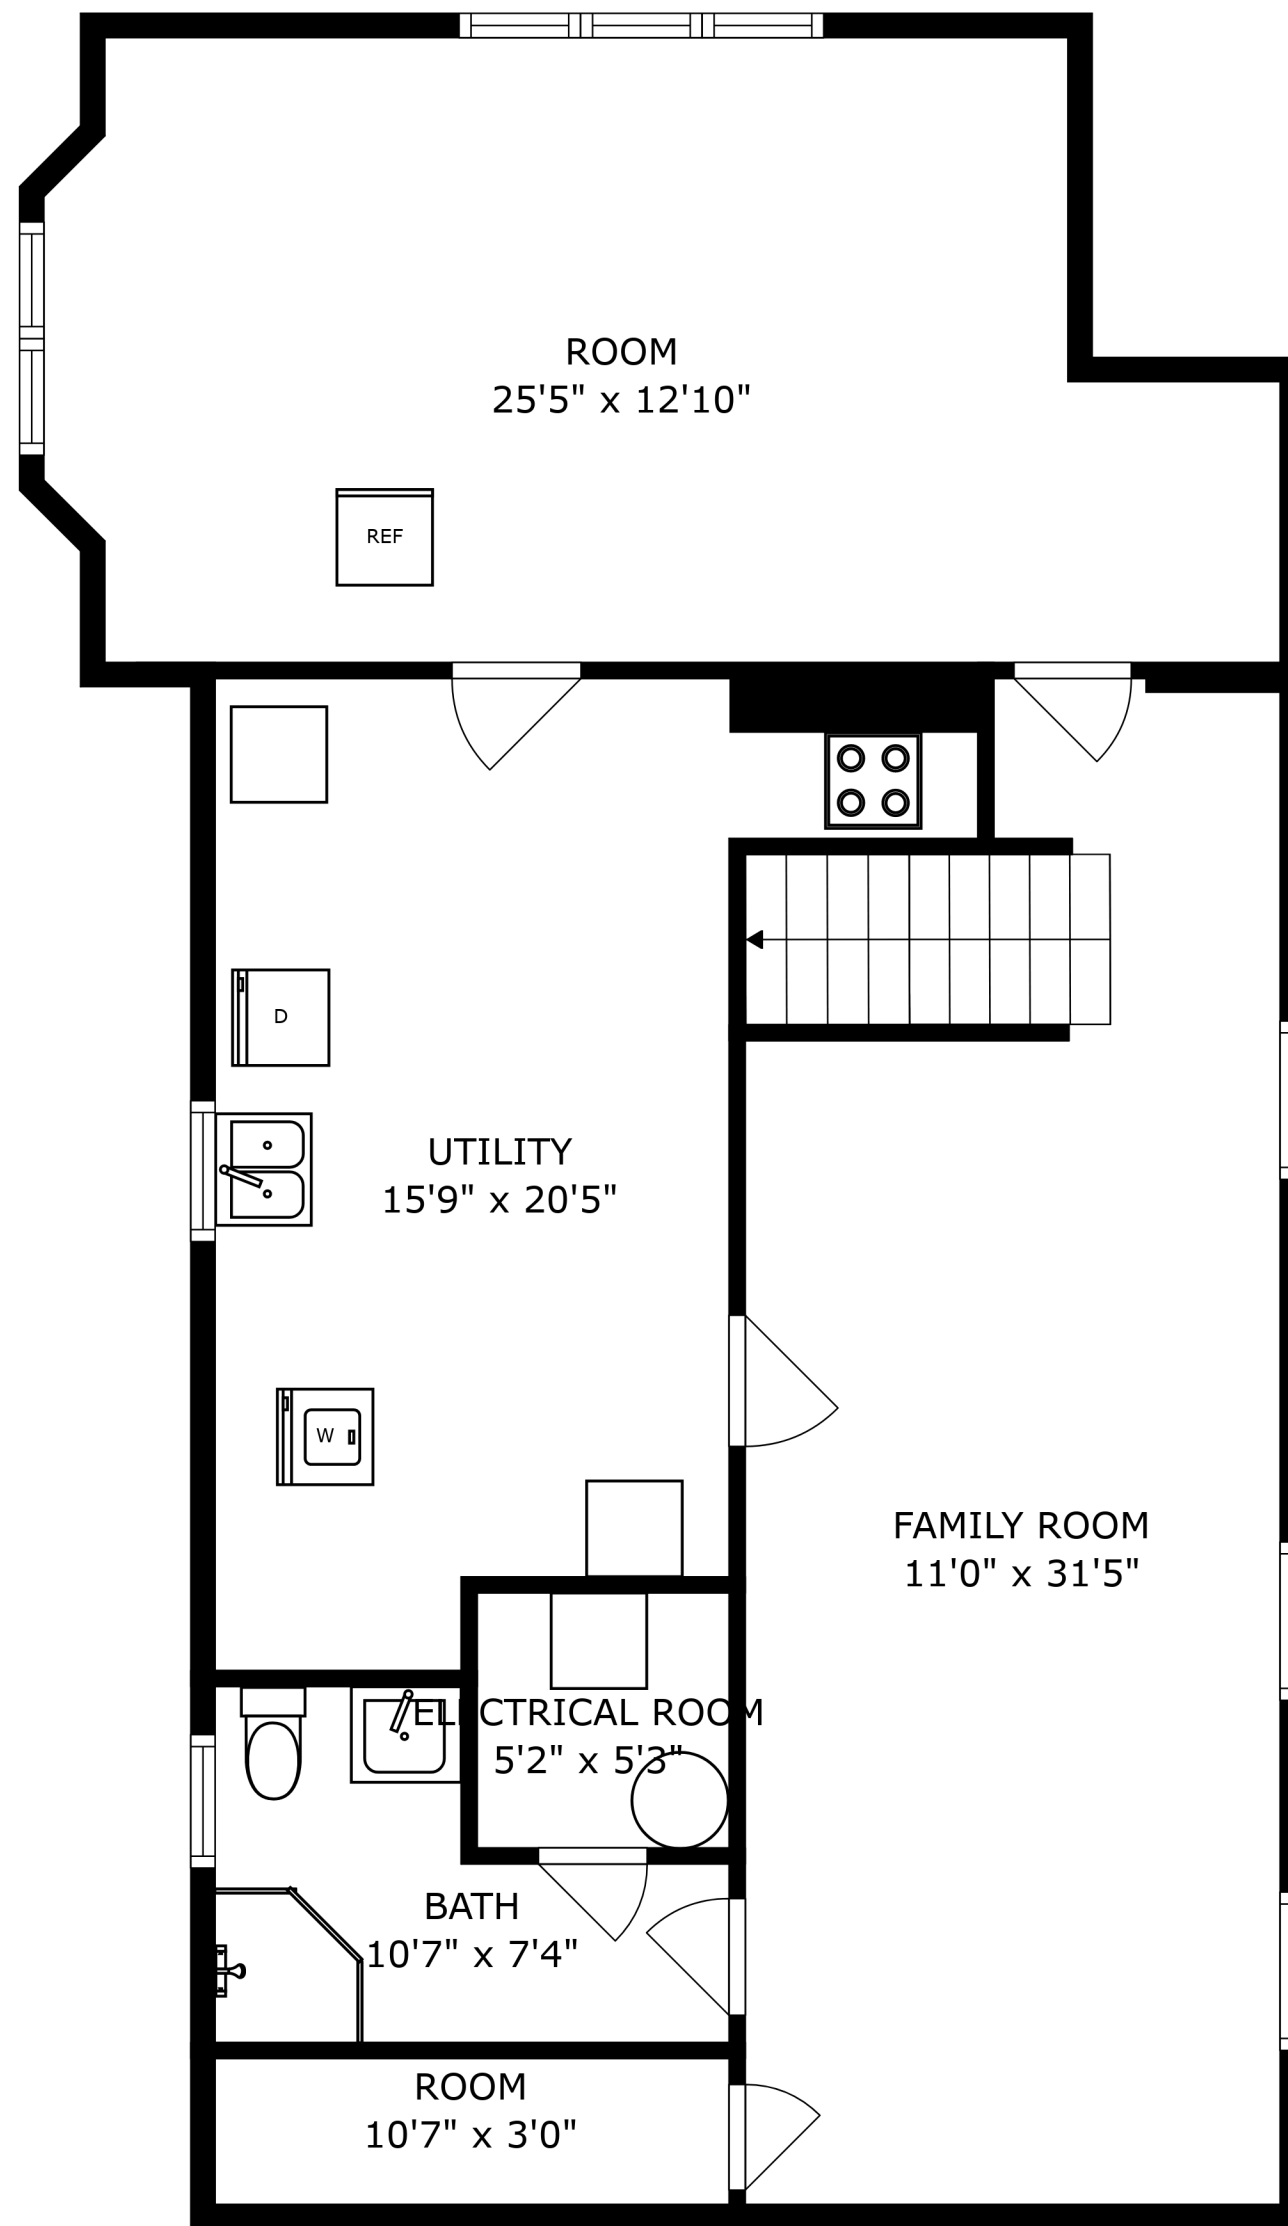 ROOM
25'5" x 12'10"
REF
D
UTILITY
15'9" x 20'5"
W
FAMILY ROOM
11'0" x 31'5"
ELECTRICAL ROOM
5'2" x 5'3"
BATH
10'7" x 7'4"
ROOM
10'7" x 3'0"